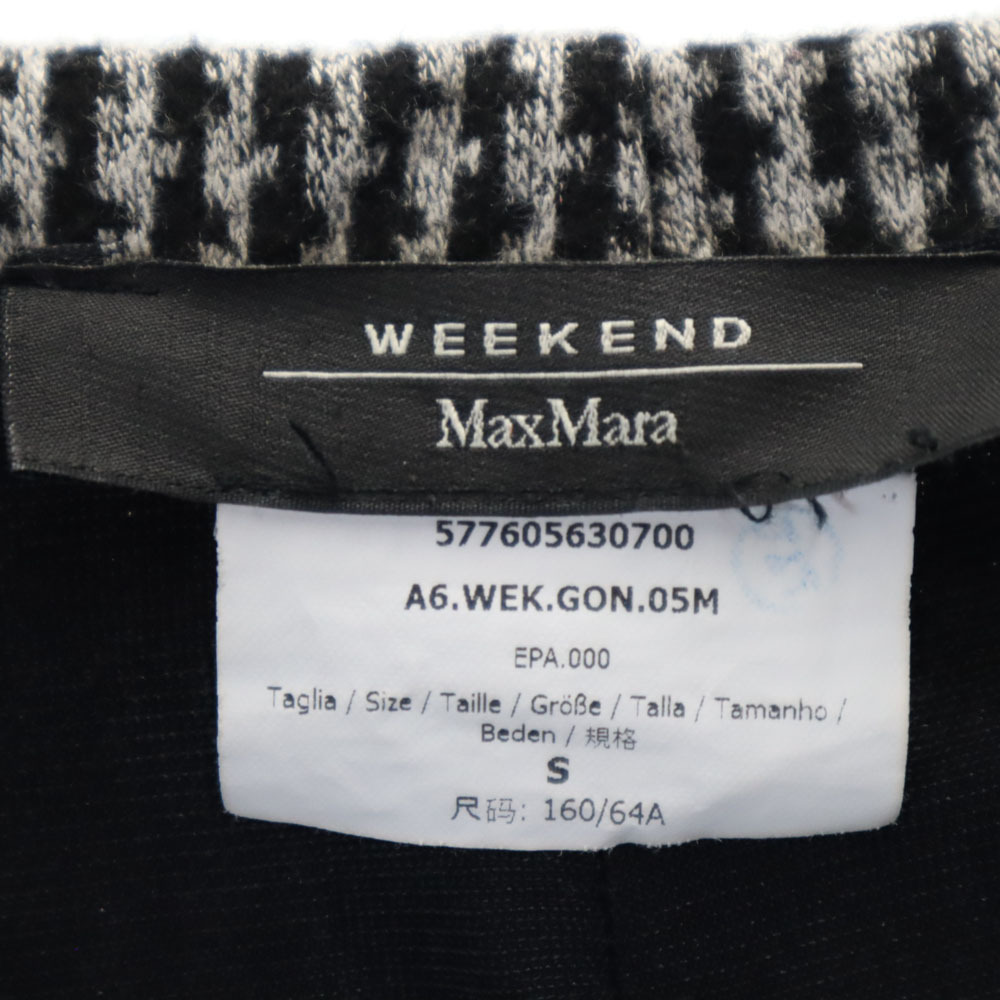 WEEKEND
MaxMara
577605630700
A6.WEK.GON.05M
EPA.000
Taglia / Size / Taille / Größe / Talla / Tamanho /
Beden / 規格
S
尺码: 160/64A